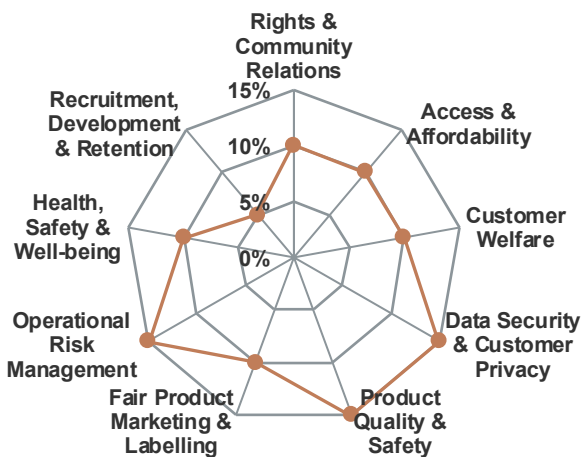 Rights &
Community
Relations
15%
10%
5%
0%
Access &
Affordability
Customer
Welfare
Data Security
& Customer
Privacy
Product
Quality &
Safety
Fair Product
Marketing &
Labelling
Operational
Risk
Management
Health,
Safety &
Well-being
Recruitment,
Development
& Retention